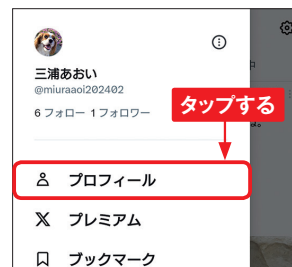 三浦あおい
@miuraaoi202402
6 フォロー 1 フォロワー
タップする
プロフィール
プレミアム
ブックマーク